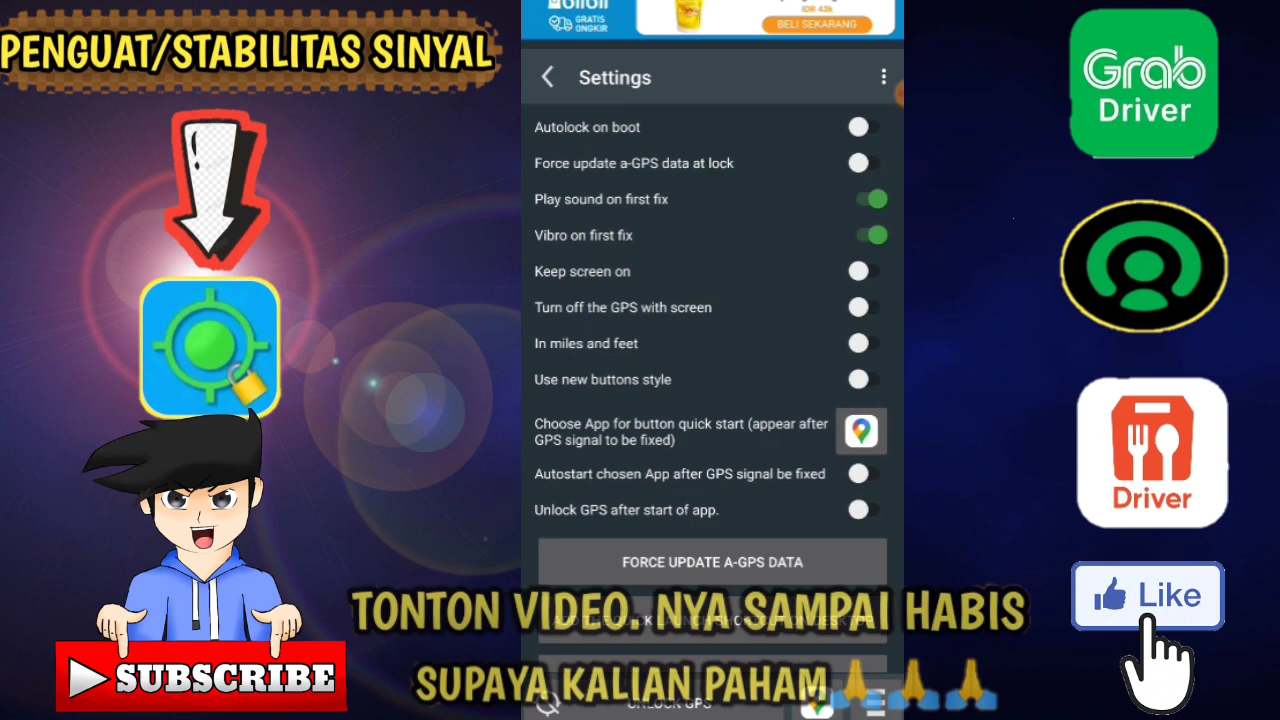 PENGUAT/STABILITAS SINYAL
GRATIS
ONGKIR
IDR 43k
BELI SEKARANG
Settings
Autolock on boot
Force update a-GPS data at lock
Play sound on first fix
Vibro on first fix
Keep screen on
Turn off the GPS with screen
In miles and feet
Use new buttons style
Choose App for button quick start (appear after
GPS signal to be fixed)
Autostart chosen App after GPS signal be fixed
Unlock GPS after start of app.
FORCE UPDATE A-GPS DATA
TONTON VIDEO. NYA SAMPAI HABIS
SUPAYA KALIAN PAHAM🙏🙏🙏
UNLOCK GPS
SUBSCRIBE
Grab
Driver
Driver
Like